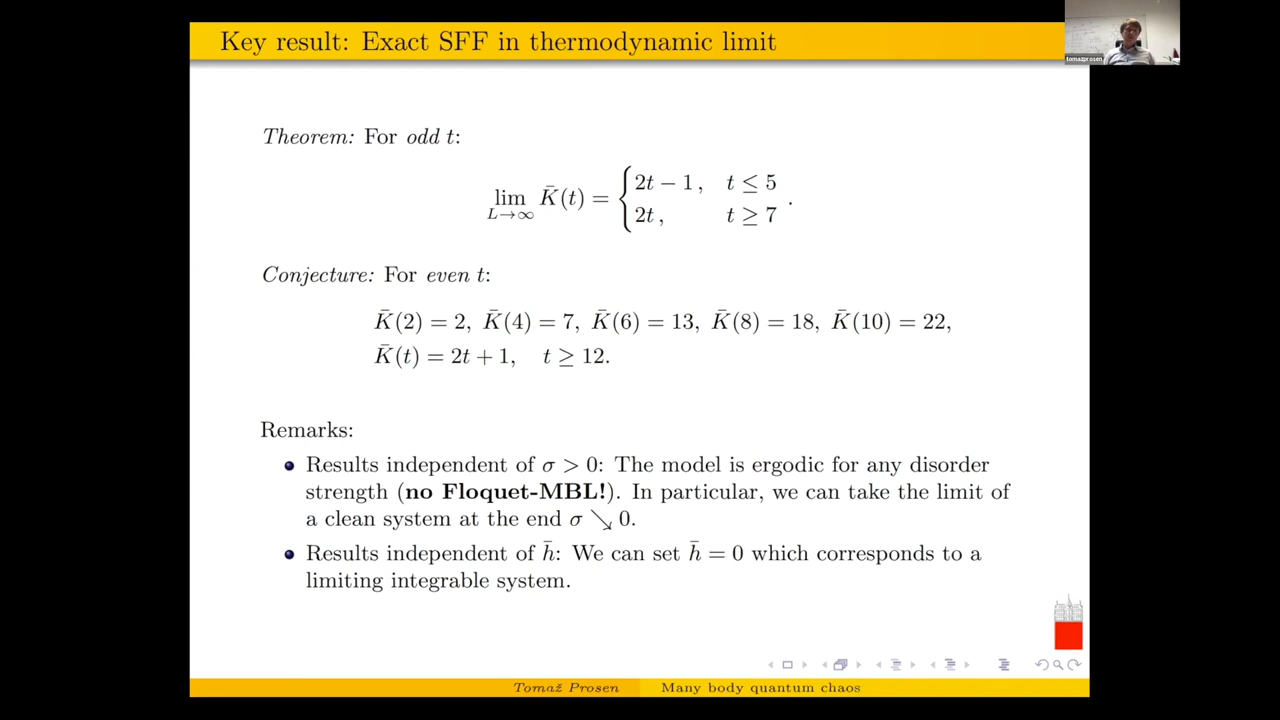 Key result: Exact SFF in thermodynamic limit
tomazprosen
Theorem: For odd t:
lim_{L→∞} K̄(t) = { 2t − 1, t ≤ 5
2t, t ≥ 7 .
Conjecture: For even t:
K̄(2) = 2, K̄(4) = 7, K̄(6) = 13, K̄(8) = 18, K̄(10) = 22,
K̄(t) = 2t + 1, t ≥ 12.
Remarks:
Results independent of σ > 0: The model is ergodic for any disorder
strength (no Floquet-MBL!). In particular, we can take the limit of
a clean system at the end σ ↘ 0.
Results independent of h̄: We can set h̄ = 0 which corresponds to a
limiting integrable system.
Tomaž Prosen Many body quantum chaos